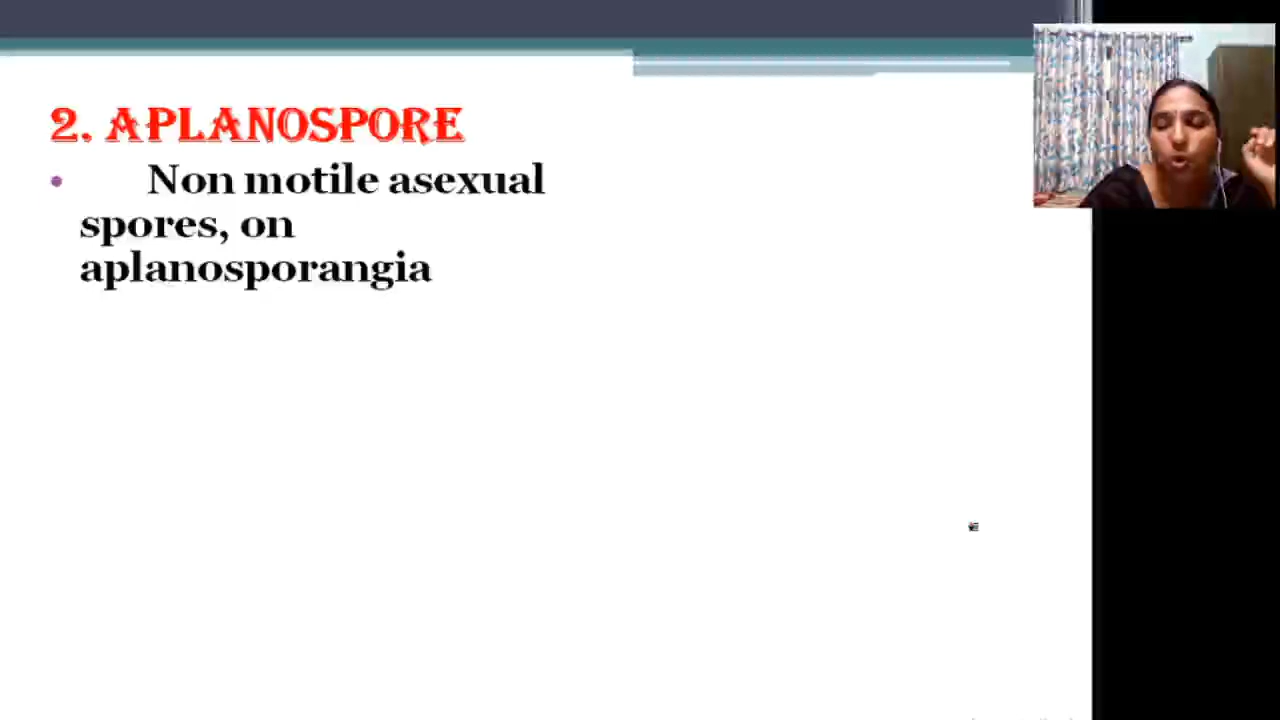 2. APLANOSPORE
• Non motile asexual
spores, on
aplanosporangia